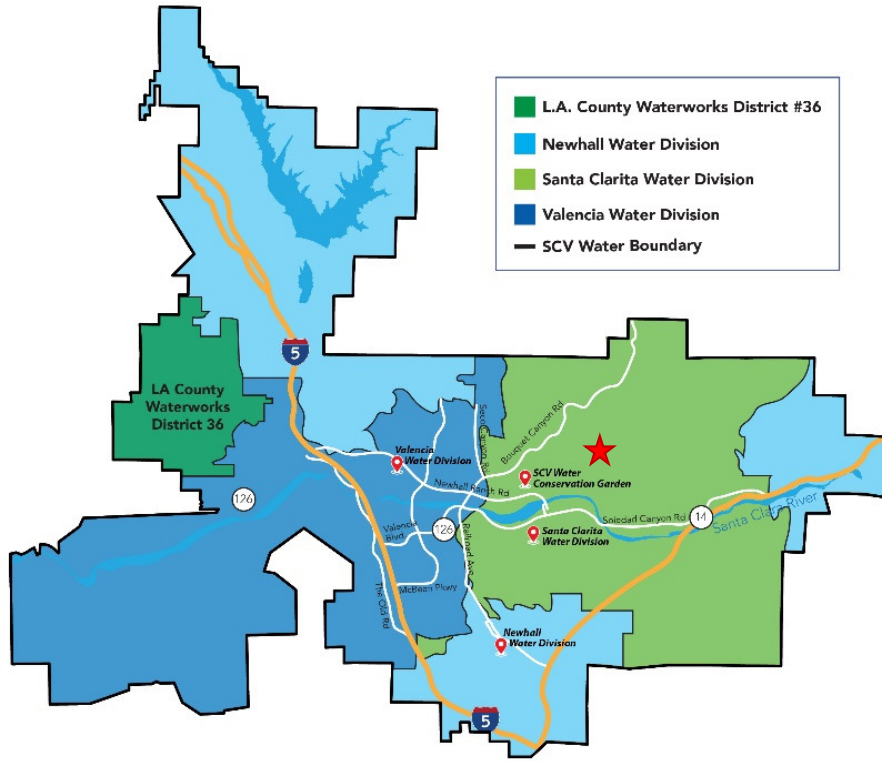 L.A. County Waterworks District #36
Newhall Water Division
Santa Clarita Water Division
Valencia Water Division
SCV Water Boundary
5
LA County
Waterworks
District 36
Bouquet Canyon Rd
Seco Canyon Rd
Valencia
Water Division
SCV Water
Conservation Garden
Newhall Ranch Rd
126
14
Soledad Canyon Rd
Santa Clara River
126
Valencia
Blvd
Santa Clarita
Water Division
Railroad Ave
McBean Pkwy
The Old Rd
Newhall
Water Division
5